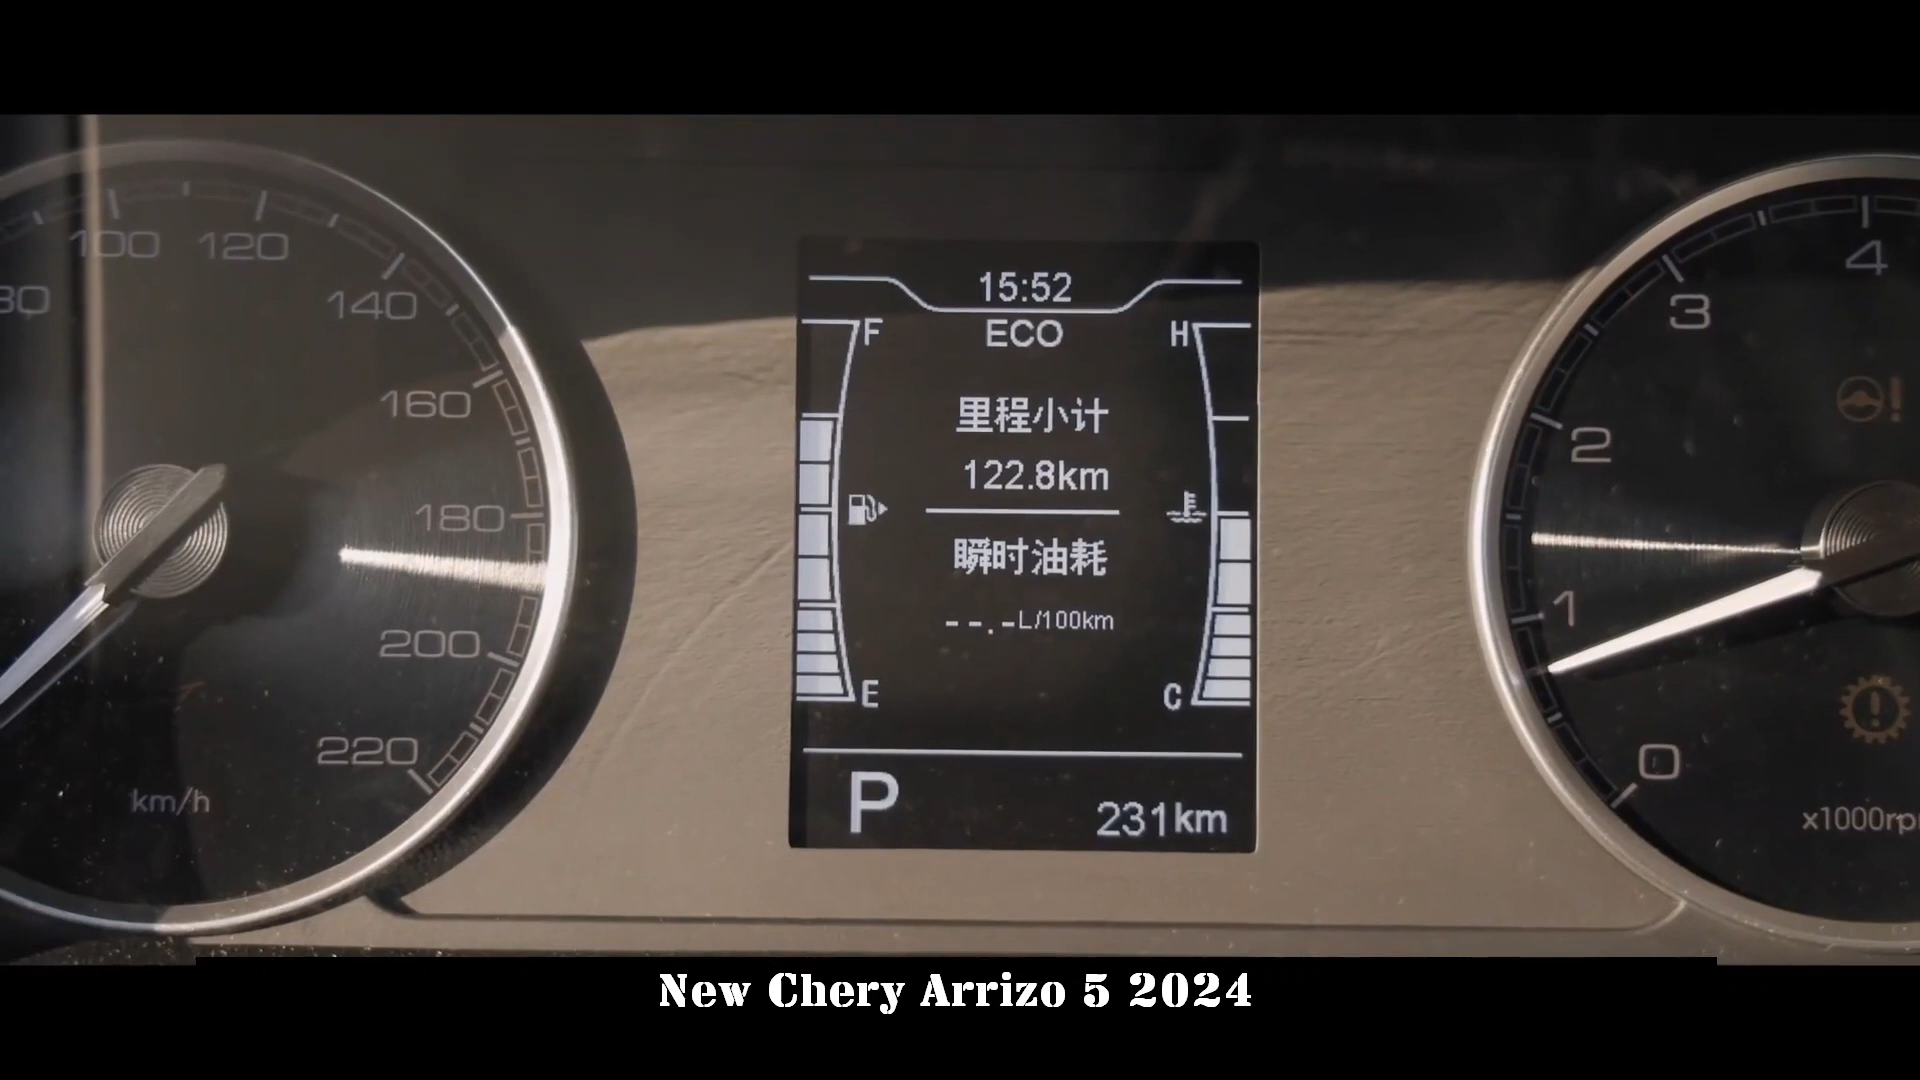 80
100
120
140
160
180
200
220
km/h
15:52
F
ECO
H
里程小计
122.8km
瞬时油耗
--.-L/100km
E
C
P
231km
4
3
2
1
0
x1000rp
New Chery Arrizo 5 2024